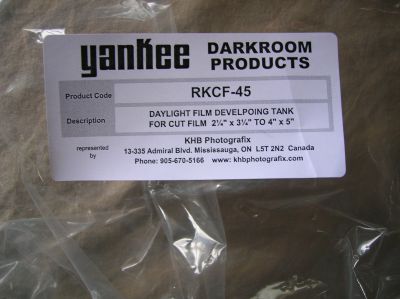 yankee DARKROOM PRODUCTS
Product Code RKCF-45
Description DAYLIGHT FILM DEVELPOING TANK
FOR CUT FILM 2¼" x 3¼" TO 4" x 5"
represented by KHB Photografix
13-335 Admiral Blvd. Mississauga, ON L5T 2N2 Canada
Phone: 905-670-5166 www: khbphotografix.com